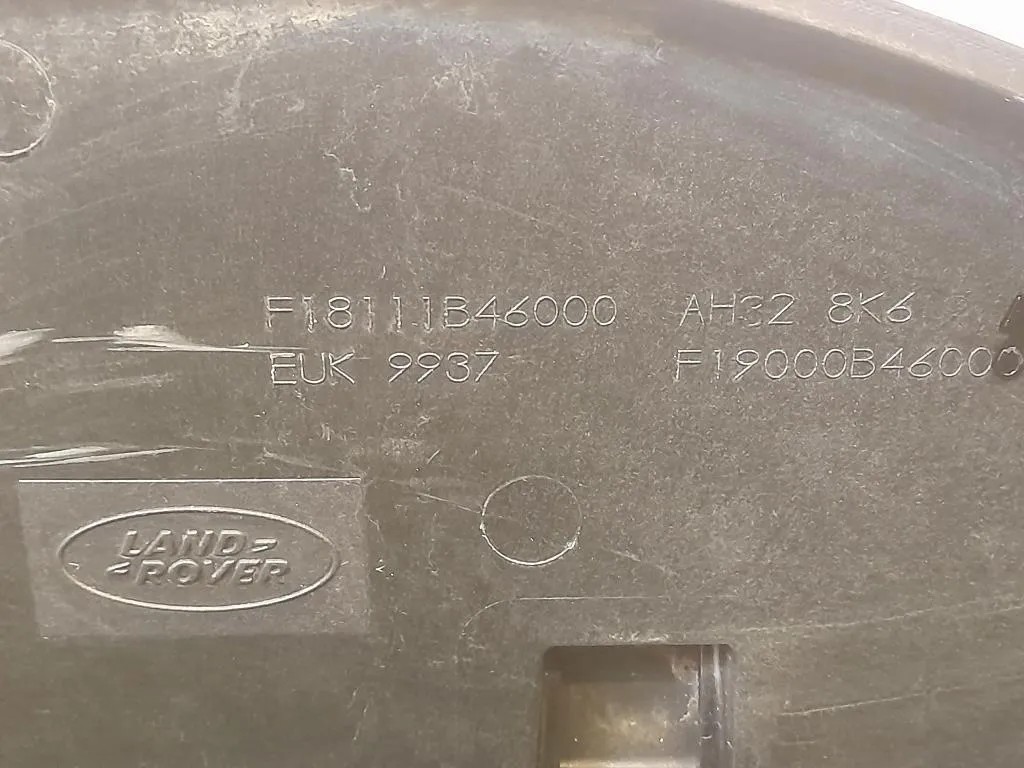 F18111B46000 AH32 8K6
EUK 9937 F19000B46000
LAND
ROVER